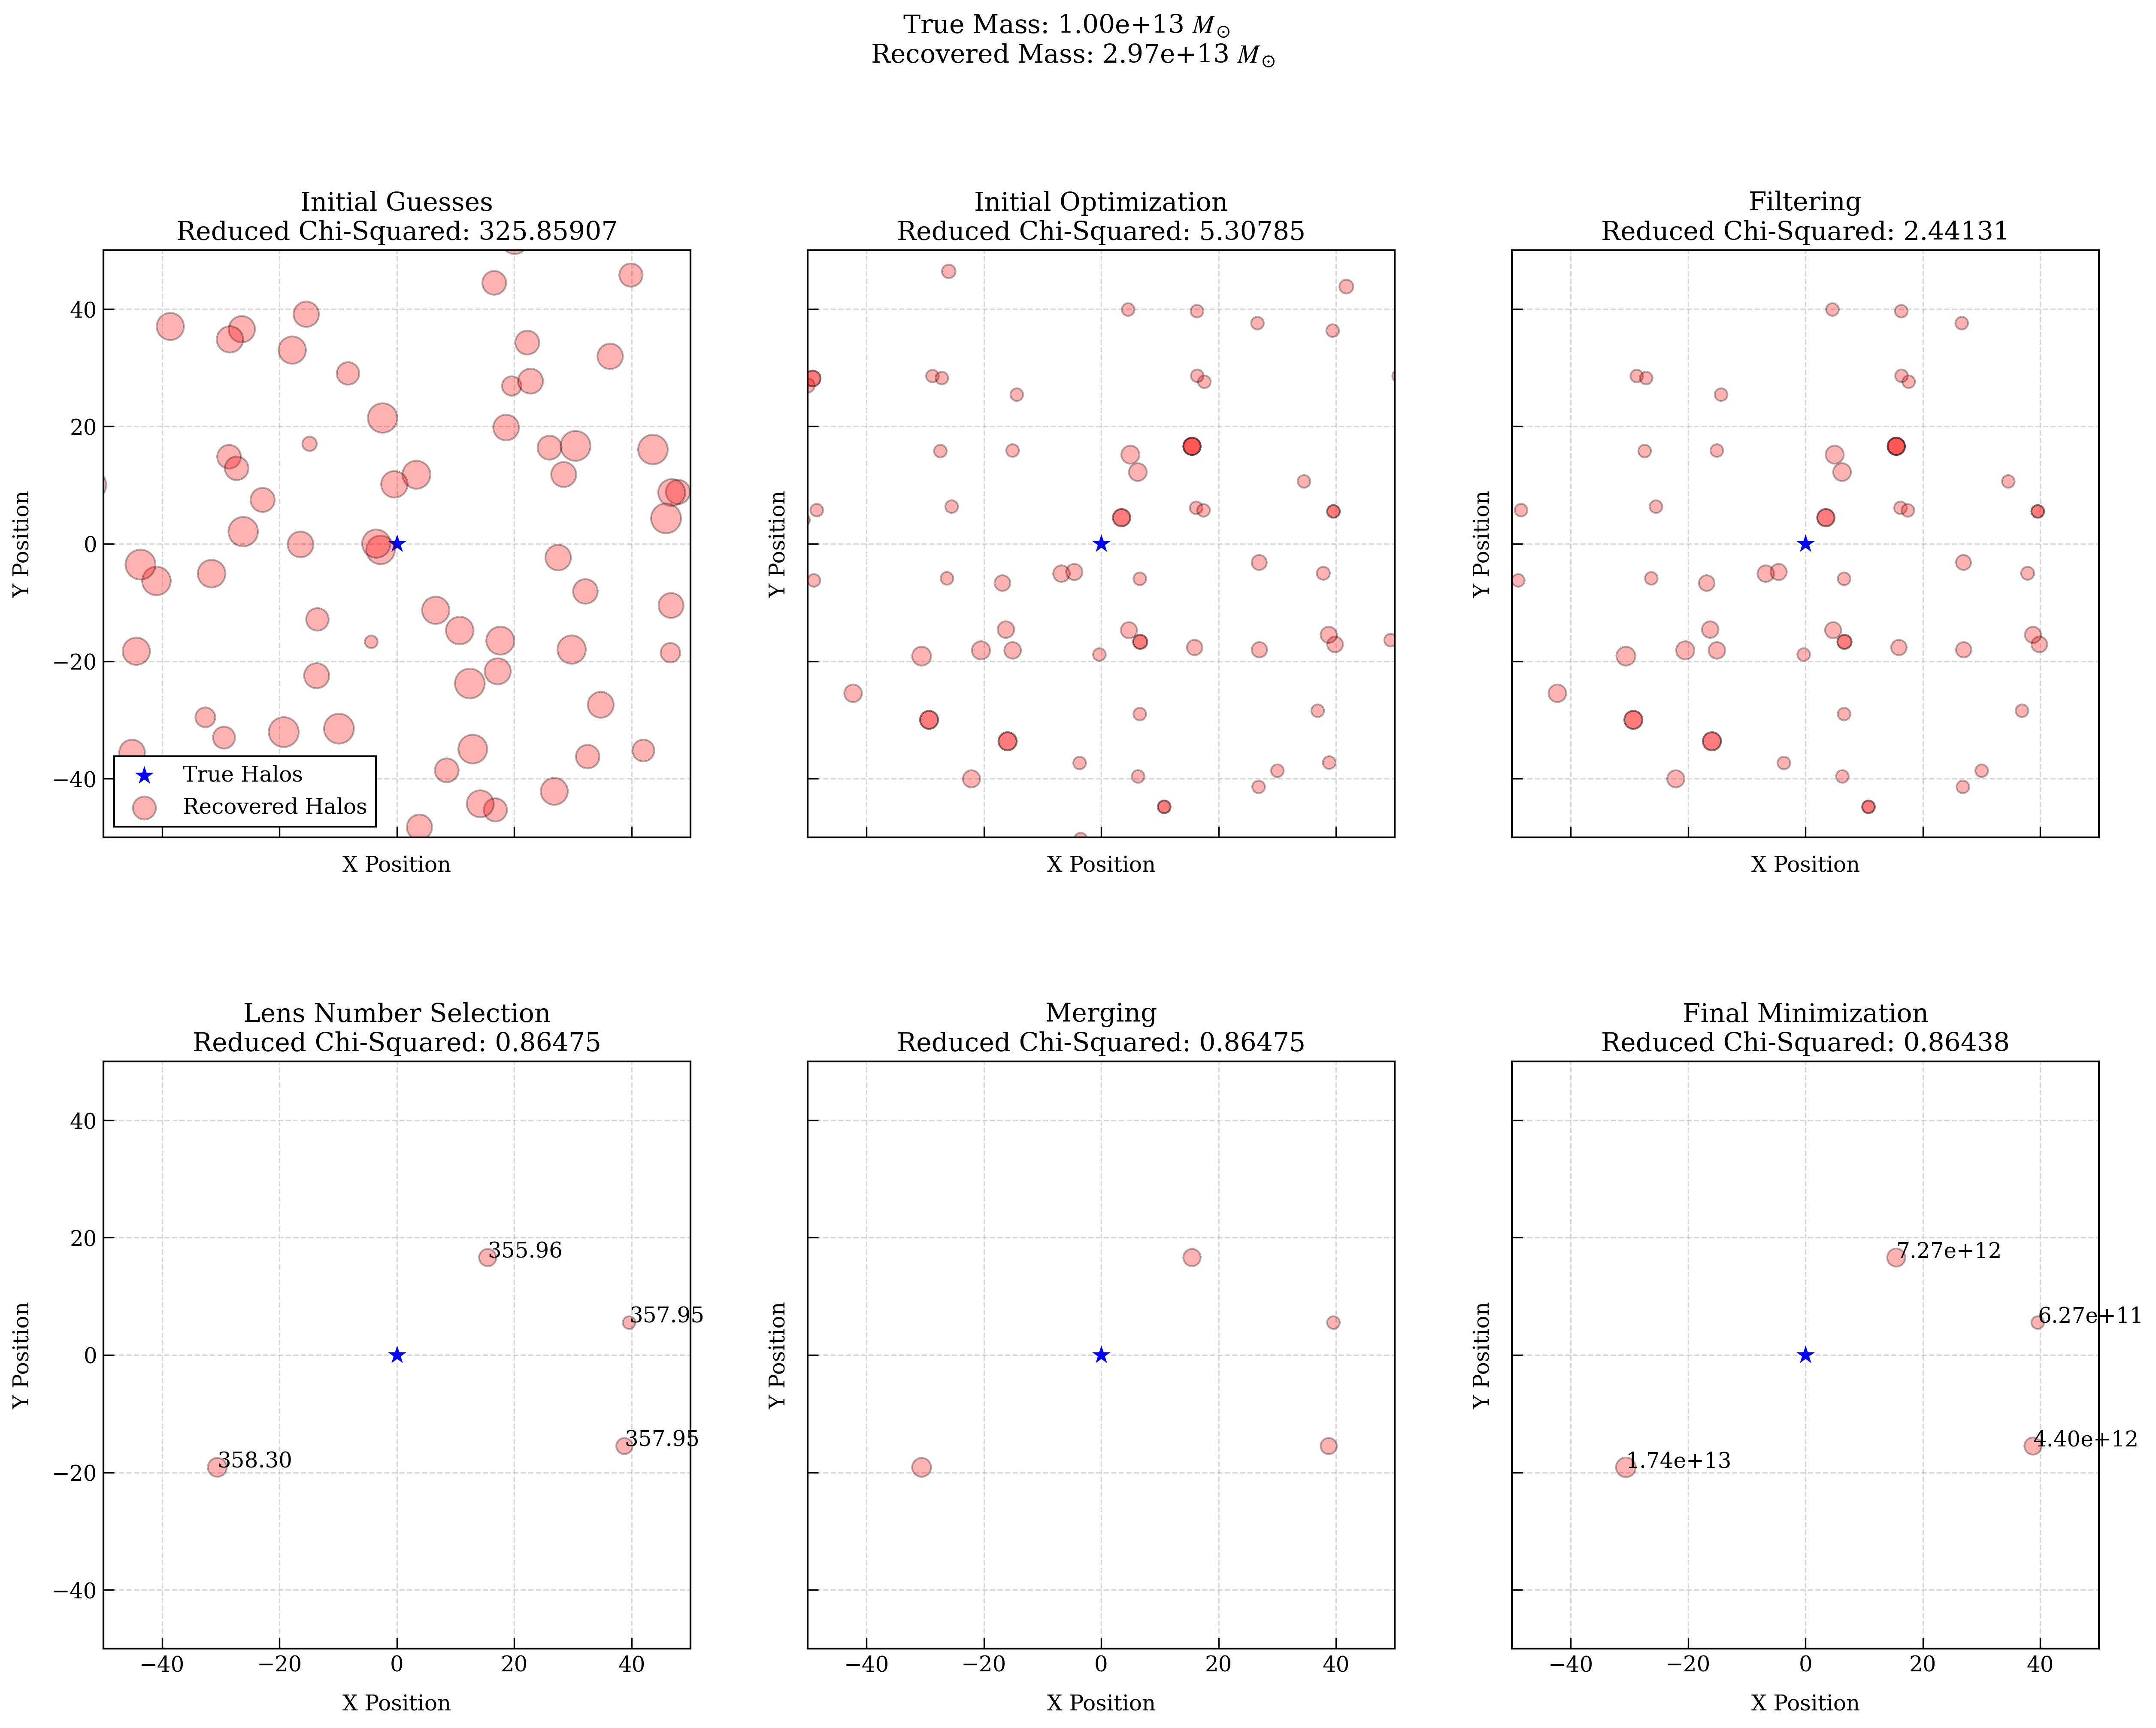 True Mass: 1.00e+13 M☉
Recovered Mass: 2.97e+13 M☉
Initial Guesses
Reduced Chi-Squared: 325.85907
Initial Optimization
Reduced Chi-Squared: 5.30785
Filtering
Reduced Chi-Squared: 2.44131
Y Position
40
20
0
−20
−40
True Halos
Recovered Halos
X Position
Y Position
X Position
Y Position
X Position
Lens Number Selection
Reduced Chi-Squared: 0.86475
Merging
Reduced Chi-Squared: 0.86475
Final Minimization
Reduced Chi-Squared: 0.86438
Y Position
40
20
0
−20
−40
355.96
357.95
357.95
358.30
−40 −20 0 20 40
X Position
Y Position
−40 −20 0 20 40
X Position
Y Position
7.27e+12
6.27e+11
4.40e+12
1.74e+13
−40 −20 0 20 40
X Position